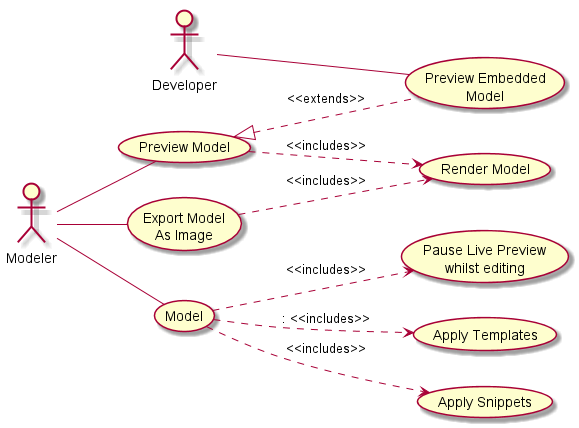 Developer
Preview Embedded
Model
<<extends>>
Preview Model
<<includes>>
Render Model
<<includes>>
Export Model
As Image
Modeler
Pause Live Preview
whilst editing
<<includes>>
Model
: <<includes>>
Apply Templates
<<includes>>
Apply Snippets